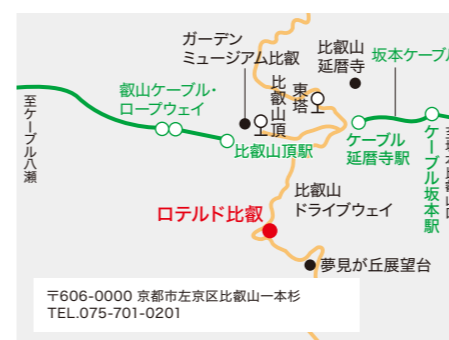 ガーデン
ミュージアム比叡
比叡山
延暦寺
坂本ケーブル
叡山ケーブル・
ロープウェイ
比叡山頂
東塔
至ケーブル八瀬
比叡山頂駅
ケーブル
延暦寺駅
ケーブル坂本駅
比叡山
ドライブウェイ
ロテルド比叡
夢見が丘展望台
〒606-0000 京都市左京区比叡山一本杉
TEL.075-701-0201